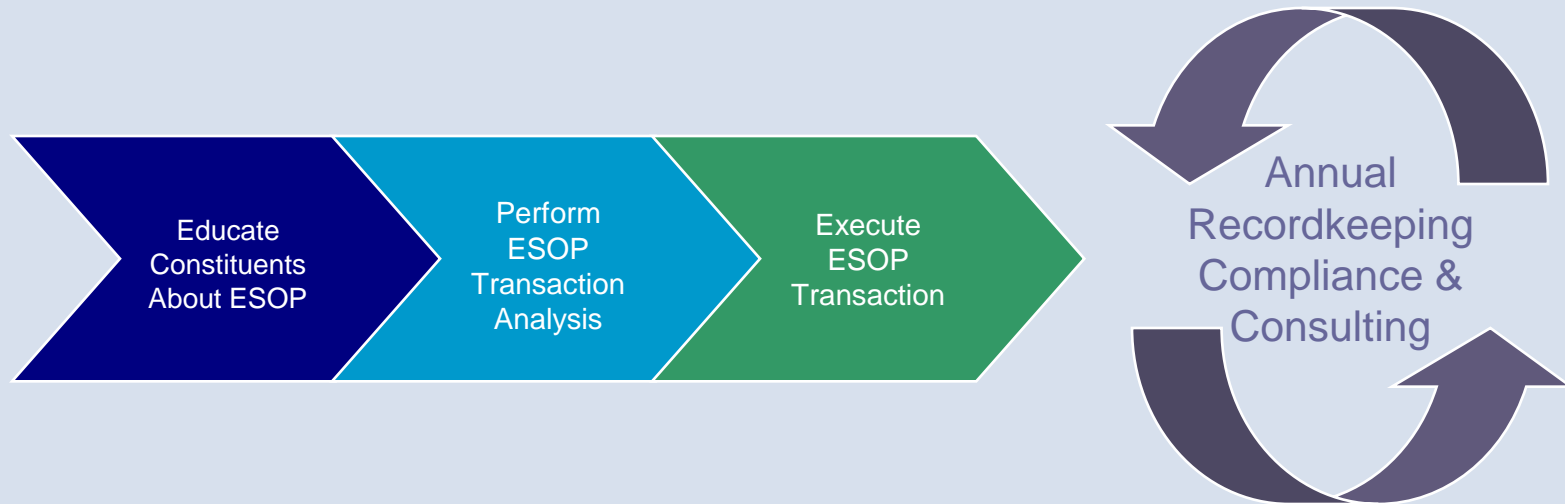 Educate
Constituents
About ESOP
Perform
ESOP
Transaction
Analysis
Execute
ESOP
Transaction
Annual
Recordkeeping
Compliance &
Consulting